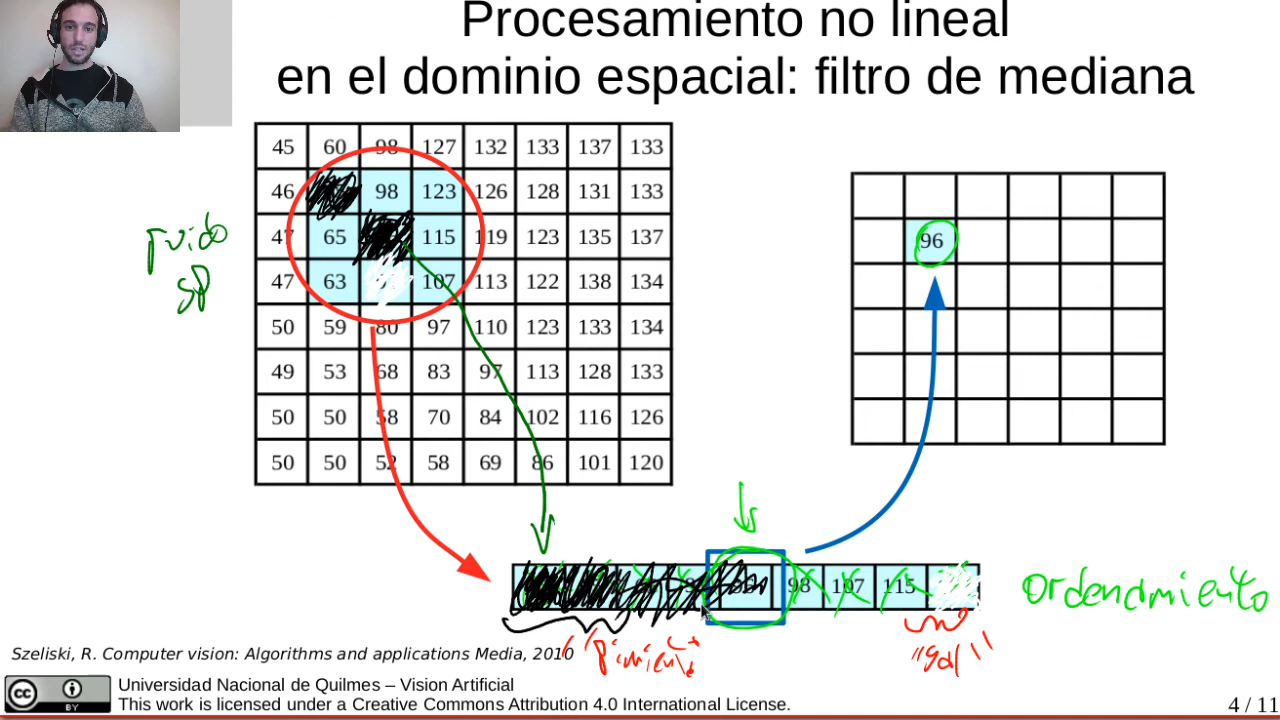 Procesamiento no lineal
en el dominio espacial: filtro de mediana
45 60 98 127 132 133 137 133
46 98 123 126 128 131 133
47 65 115 119 123 135 137
47 63 107 113 122 138 134
50 59 80 97 110 123 133 134
49 53 68 83 97 113 128 133
50 50 58 70 84 102 116 126
50 50 52 58 69 86 101 120
ruido
SP
96
98 107 115
ordenamiento
"Pimienta
"sal"
Szeliski, R. Computer vision: Algorithms and applications Media, 2010
cc BY
Universidad Nacional de Quilmes – Vision Artificial
This work is licensed under a Creative Commons Attribution 4.0 International License.
4 / 11